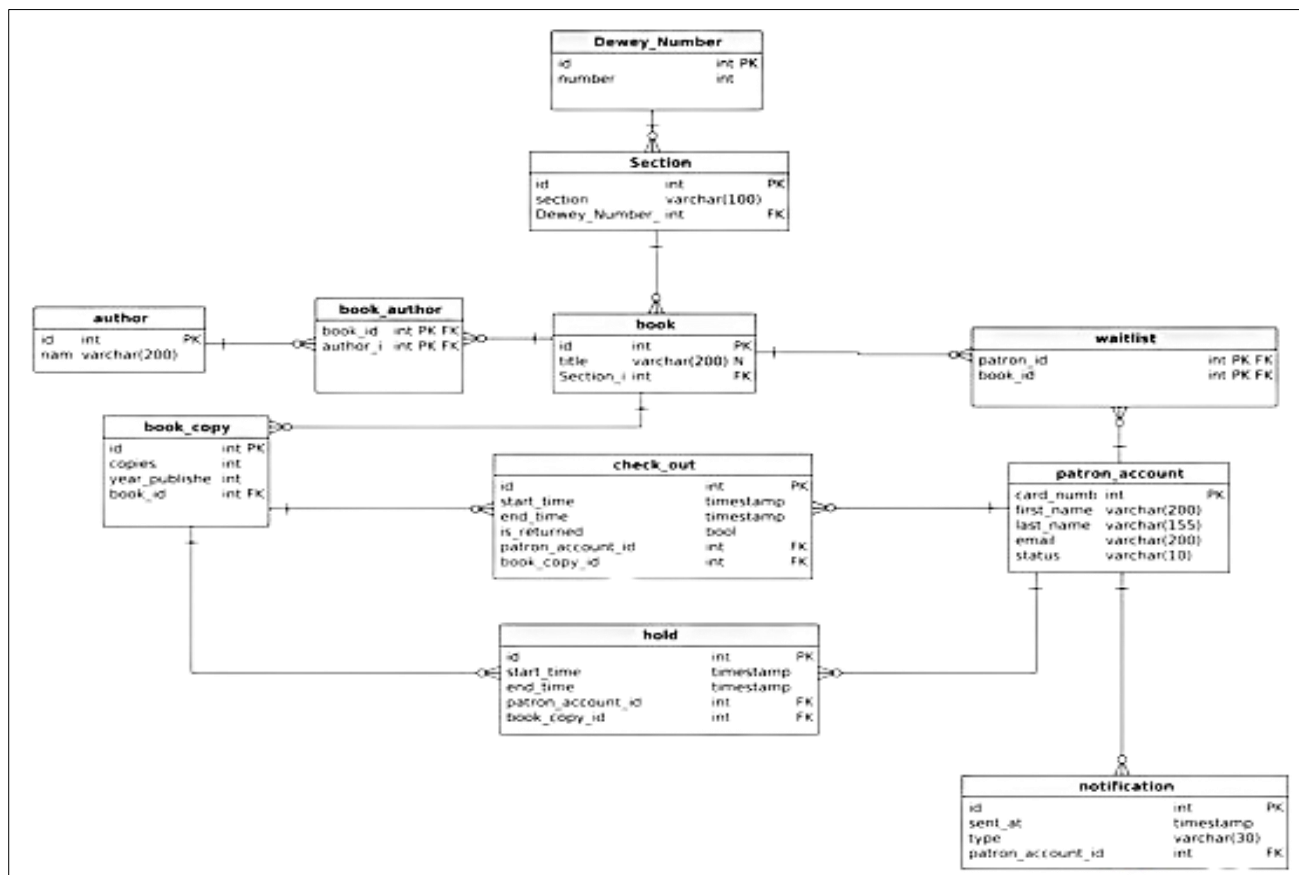 Dewey_Number
id int PK
number int
Section
id int PK
section varchar(100)
Dewey_Number_ int FK
author
id int PK
nam varchar(200)
book_author
book_id int PK FK
author_i int PK FK
book
id int PK
title varchar(200) N
Section_i int FK
waitlist
patron_id int PK FK
book_id int PK FK
book_copy
id int PK
copies int
year_publishe int
book_id int FK
check_out
id int PK
start_time timestamp
end_time timestamp
is_returned bool
patron_account_id int FK
book_copy_id int FK
patron_account
card_numb int PK
first_name varchar(200)
last_name varchar(155)
email varchar(200)
status varchar(10)
hold
id int PK
start_time timestamp
end_time timestamp
patron_account_id int FK
book_copy_id int FK
notification
id int PK
sent_at timestamp
type varchar(30)
patron_account_id int FK